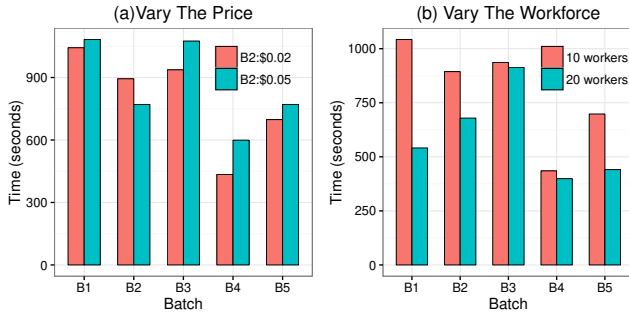 (a)Vary The Price
Time (seconds)
900
600
300
0
B2:$0.02
B2:$0.05
B1 B2 B3 B4 B5
Batch
(b) Vary The Workforce
Time (seconds)
1000
750
500
250
0
10 workers
20 workers
B1 B2 B3 B4 B5
Batch